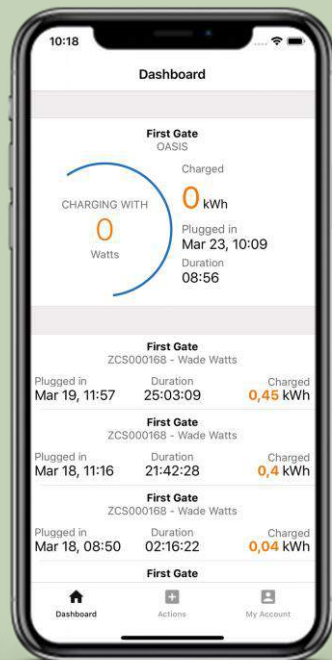 10:18
Dashboard
First Gate
OASIS
CHARGING WITH
0
Watts
Charged
0 kWh
Plugged in
Mar 23, 10:09
Duration
08:56
First Gate
ZCS000168 - Wade Watts
Plugged in Duration Charged
Mar 19, 11:57 25:03:09 0,45 kWh
First Gate
ZCS000168 - Wade Watts
Plugged in Duration Charged
Mar 18, 11:16 21:42:28 0,4 kWh
First Gate
ZCS000168 - Wade Watts
Plugged in Duration Charged
Mar 18, 08:50 02:16:22 0,04 kWh
First Gate
Dashboard Actions My Account